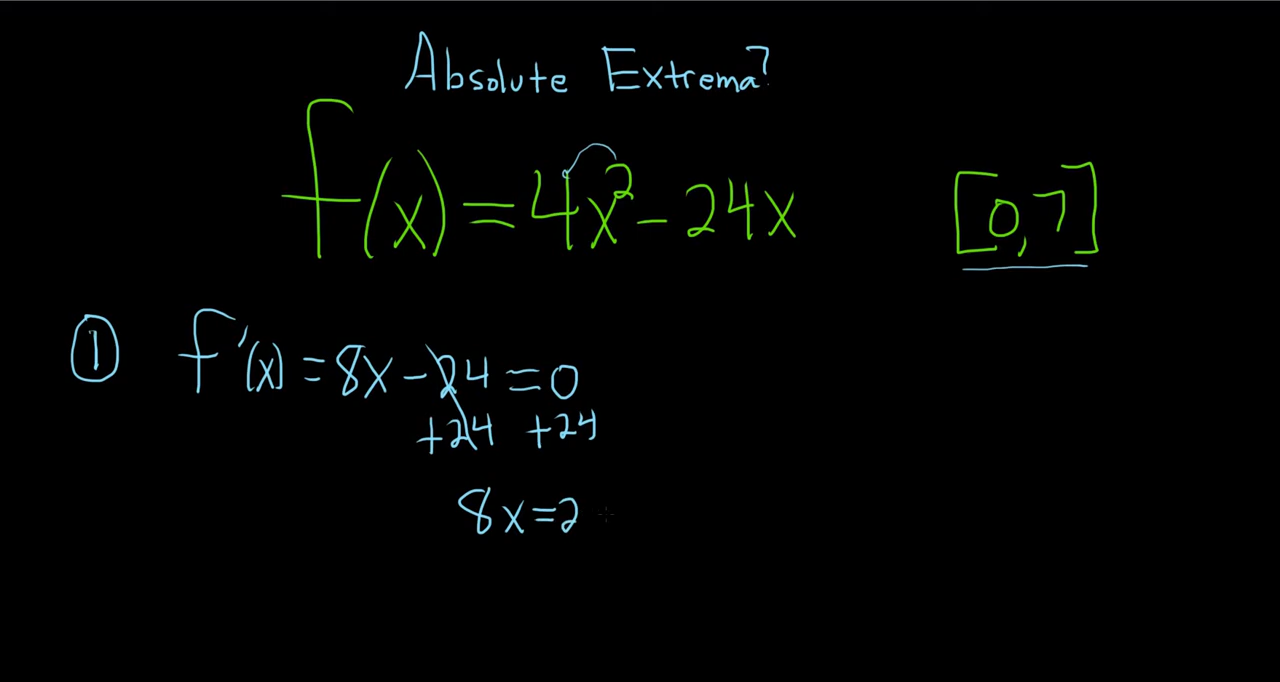 Absolute Extrema?
f(x) = 4x² - 24x [0,7]
① f'(x) = 8x - 24 = 0
+24 +24
8x = 2